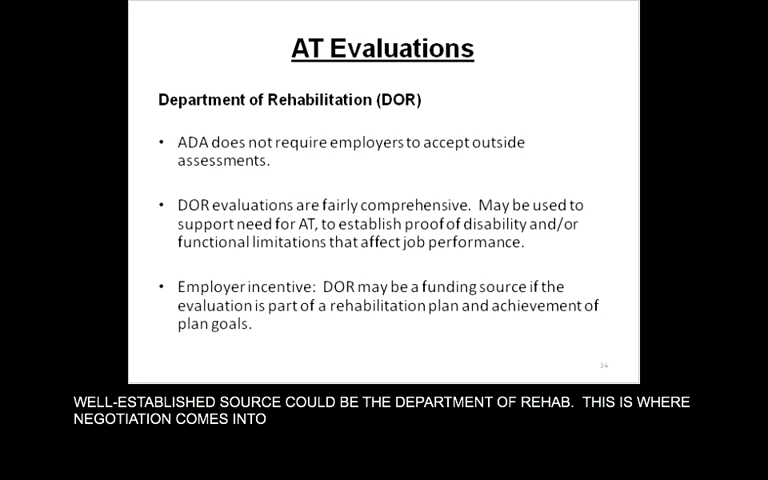 AT Evaluations
Department of Rehabilitation (DOR)
• ADA does not require employers to accept outside
assessments.
• DOR evaluations are fairly comprehensive. May be used to
support need for AT, to establish proof of disability and/or
functional limitations that affect job performance.
• Employer incentive: DOR may be a funding source if the
evaluation is part of a rehabilitation plan and achievement of
plan goals.
34
WELL-ESTABLISHED SOURCE COULD BE THE DEPARTMENT OF REHAB. THIS IS WHERE
NEGOTIATION COMES INTO